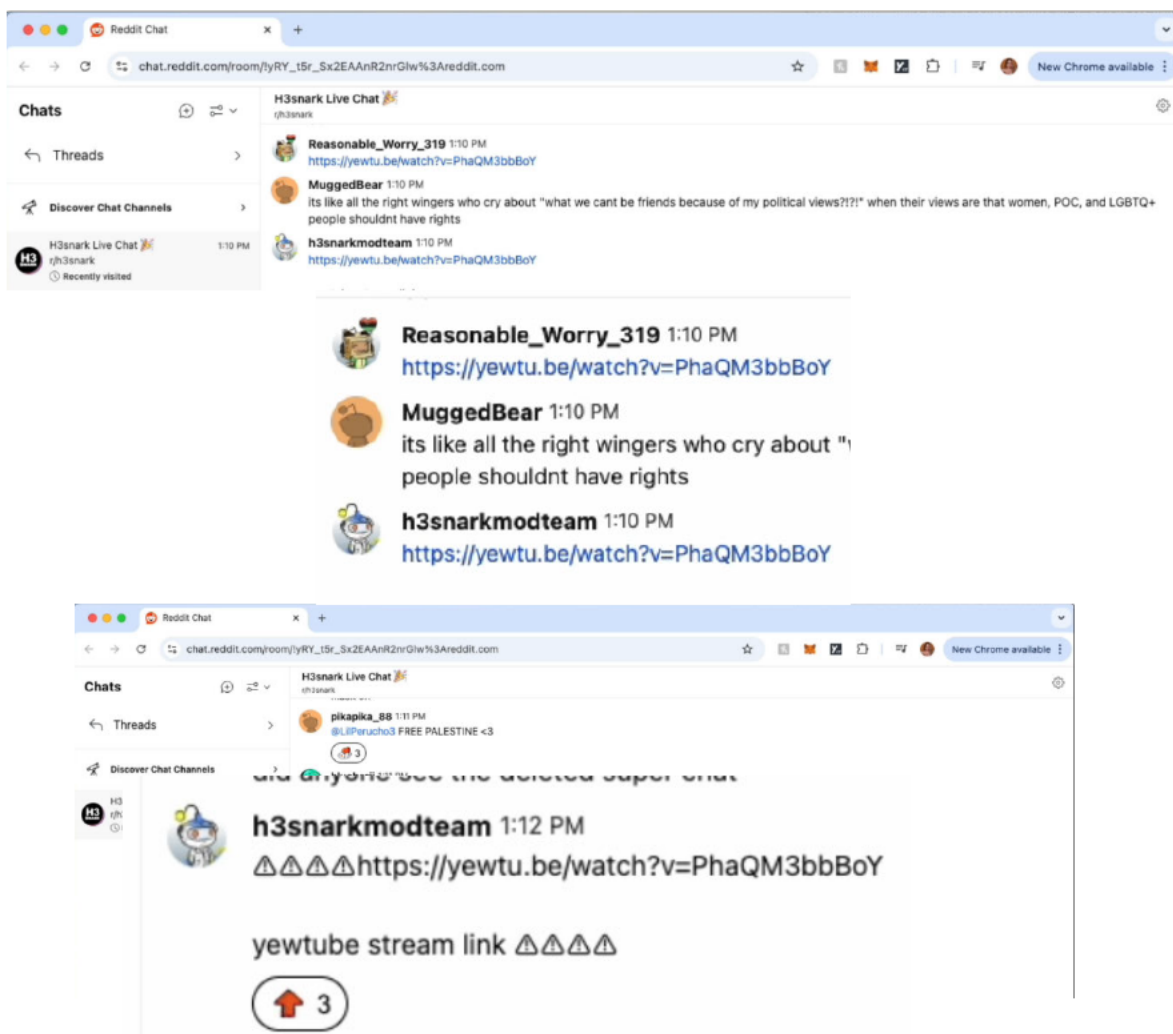 Reddit Chat
chat.reddit.com/room/!yRY_t5r_Sx2EAAnR2nrGlw%3Areddit.com
New Chrome available
Chats
Threads
Discover Chat Channels
H3snark Live Chat 🎉 1:10 PM
r/h3snark
Recently visited
H3snark Live Chat 🎉
r/h3snark
Reasonable_Worry_319 1:10 PM
https://yewtu.be/watch?v=PhaQM3bbBoY
MuggedBear 1:10 PM
its like all the right wingers who cry about "what we cant be friends because of my political views?!?!" when their views are that women, POC, and LGBTQ+
people shouldnt have rights
h3snarkmodteam 1:10 PM
https://yewtu.be/watch?v=PhaQM3bbBoY
Reasonable_Worry_319 1:10 PM
https://yewtu.be/watch?v=PhaQM3bbBoY
MuggedBear 1:10 PM
its like all the right wingers who cry about "
people shouldnt have rights
h3snarkmodteam 1:10 PM
https://yewtu.be/watch?v=PhaQM3bbBoY
Reddit Chat
chat.reddit.com/room/!yRY_t5r_Sx2EAAnR2nrGlw%3Areddit.com
New Chrome available
Chats
Threads
Discover Chat Channels
H3
H3snark Live Chat 🎉
r/h3snark
pikapika_88 1:11 PM
@LilPerucho3 FREE PALESTINE <3
3
did anyone see the deleted super chat
h3snarkmodteam 1:12 PM
⚠⚠⚠⚠https://yewtu.be/watch?v=PhaQM3bbBoY
yewtube stream link ⚠⚠⚠⚠
3